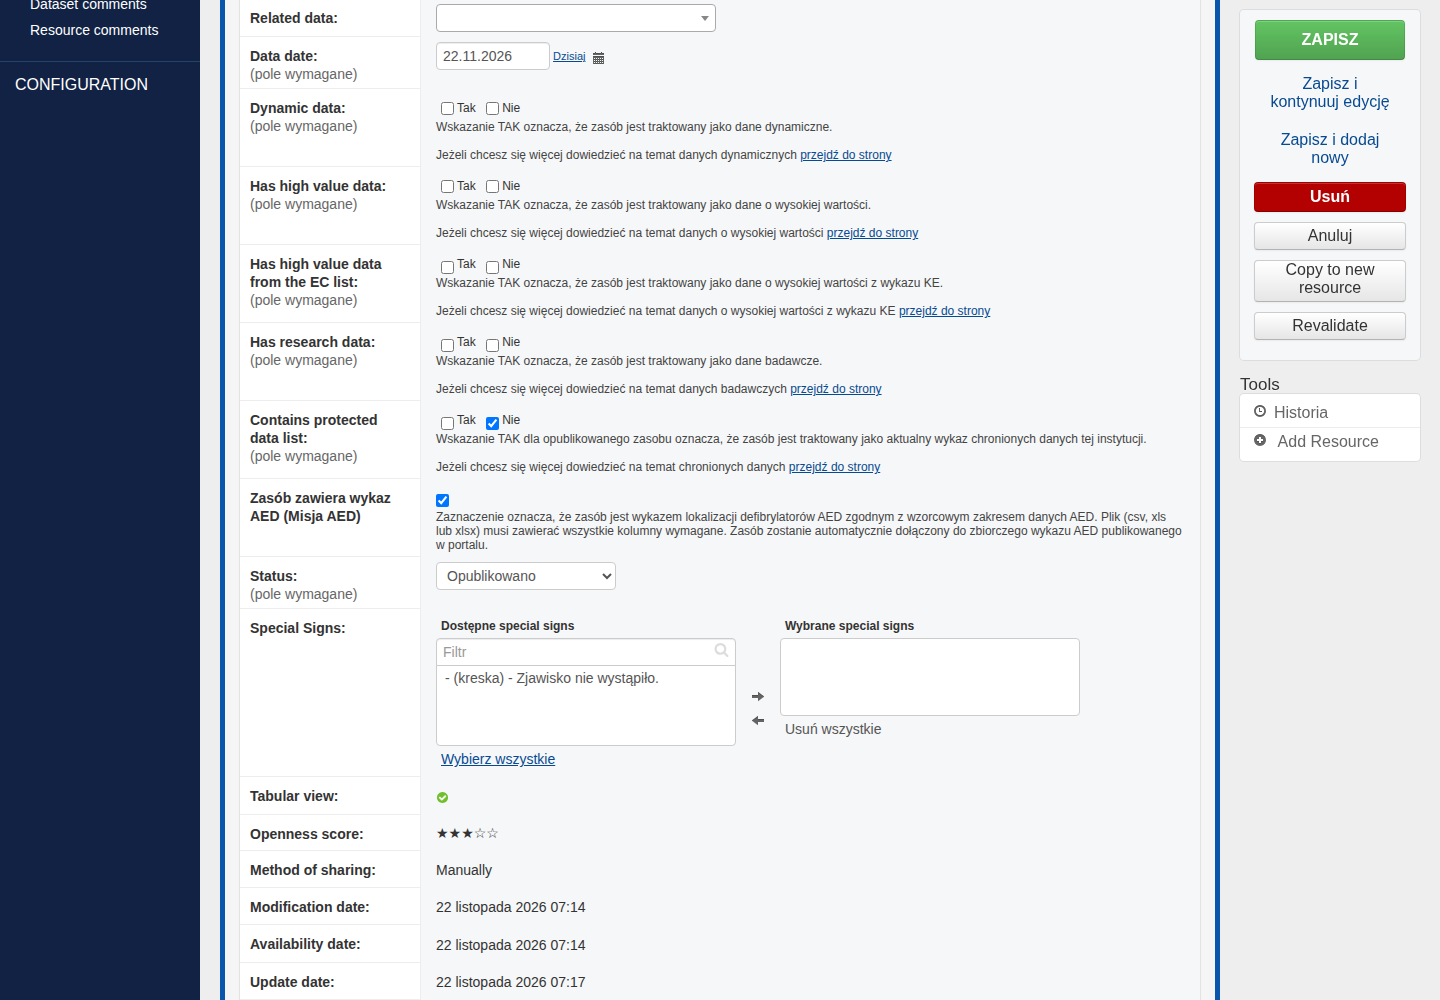 Dataset comments
Resource comments
CONFIGURATION
Related data:
Data date:
(pole wymagane)
22.11.2026 Dzisiaj
Dynamic data:
(pole wymagane)
Tak Nie
Wskazanie TAK oznacza, że zasób jest traktowany jako dane dynamiczne.
Jeżeli chcesz się więcej dowiedzieć na temat danych dynamicznych przejdź do strony
Has high value data:
(pole wymagane)
Tak Nie
Wskazanie TAK oznacza, że zasób jest traktowany jako dane o wysokiej wartości.
Jeżeli chcesz się więcej dowiedzieć na temat danych o wysokiej wartości przejdź do strony
Has high value data
from the EC list:
(pole wymagane)
Tak Nie
Wskazanie TAK oznacza, że zasób jest traktowany jako dane o wysokiej wartości z wykazu KE.
Jeżeli chcesz się więcej dowiedzieć na temat danych o wysokiej wartości z wykazu KE przejdź do strony
Has research data:
(pole wymagane)
Tak Nie
Wskazanie TAK oznacza, że zasób jest traktowany jako dane badawcze.
Jeżeli chcesz się więcej dowiedzieć na temat danych badawczych przejdź do strony
Contains protected
data list:
(pole wymagane)
Tak Nie
Wskazanie TAK dla opublikowanego zasobu oznacza, że zasób jest traktowany jako aktualny wykaz chronionych danych tej instytucji.
Jeżeli chcesz się więcej dowiedzieć na temat chronionych danych przejdź do strony
Zasób zawiera wykaz
AED (Misja AED)
Zaznaczenie oznacza, że zasób jest wykazem lokalizacji defibrylatorów AED zgodnym z wzorcowym zakresem danych AED. Plik (csv, xls
lub xlsx) musi zawierać wszystkie kolumny wymagane. Zasób zostanie automatycznie dołączony do zbiorczego wykazu AED publikowanego
w portalu.
Status:
(pole wymagane)
Opublikowano
Special Signs:
Dostępne special signs
Filtr
- (kreska) - Zjawisko nie wystąpiło.
Wybierz wszystkie
Wybrane special signs
Usuń wszystkie
Tabular view:
Openness score:
★★★☆☆
Method of sharing:
Manually
Modification date:
22 listopada 2026 07:14
Availability date:
22 listopada 2026 07:14
Update date:
22 listopada 2026 07:17
ZAPISZ
Zapisz i
kontynuuj edycję
Zapisz i dodaj
nowy
Usuń
Anuluj
Copy to new
resource
Revalidate
Tools
Historia
Add Resource